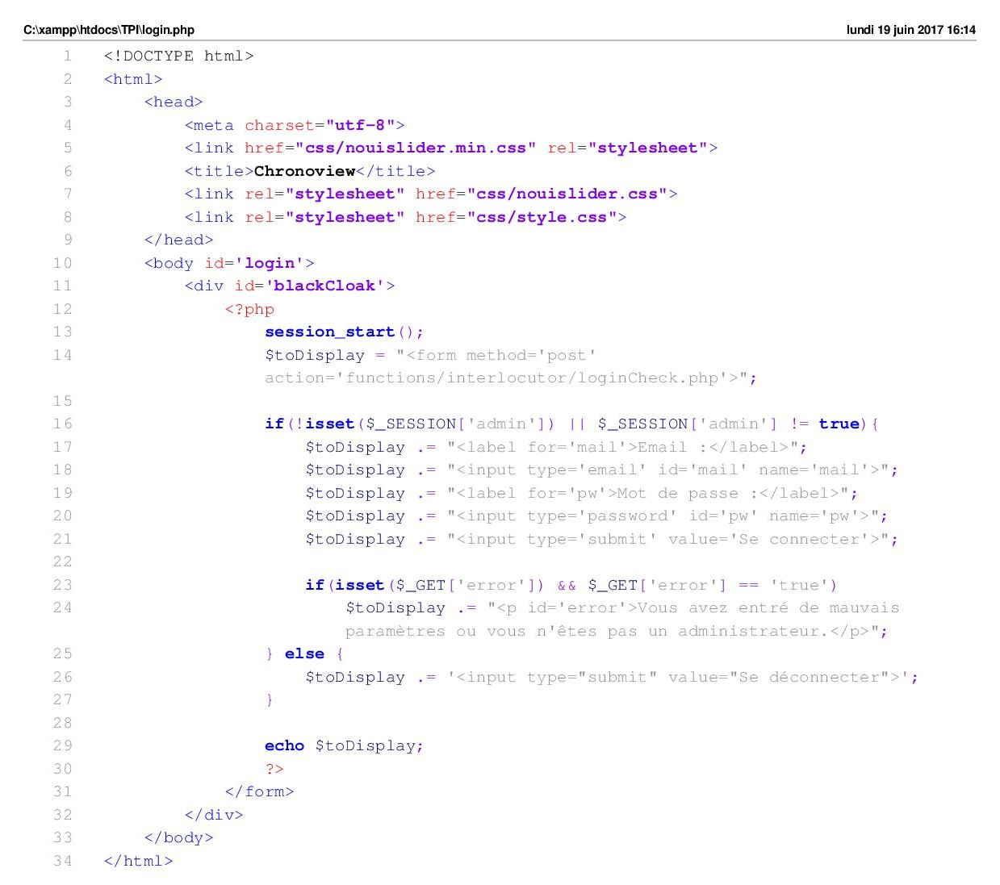 C:\xampp\htdocs\TPI\login.php lundi 19 juin 2017 16:14
1 <!DOCTYPE html>
2 <html>
3 <head>
4 <meta charset="utf-8">
5 <link href="css/nouislider.min.css" rel="stylesheet">
6 <title>Chronoview</title>
7 <link rel="stylesheet" href="css/nouislider.css">
8 <link rel="stylesheet" href="css/style.css">
9 </head>
10 <body id='login'>
11 <div id='blackCloak'>
12 <?php
13 session_start();
14 $toDisplay = "<form method='post'
action='functions/interlocutor/loginCheck.php'>";
15
16 if(!isset($_SESSION['admin']) || $_SESSION['admin'] != true){
17 $toDisplay .= "<label for='mail'>Email :</label>";
18 $toDisplay .= "<input type='email' id='mail' name='mail'>";
19 $toDisplay .= "<label for='pw'>Mot de passe :</label>";
20 $toDisplay .= "<input type='password' id='pw' name='pw'>";
21 $toDisplay .= "<input type='submit' value='Se connecter'>";
22
23 if(isset($_GET['error']) && $_GET['error'] == 'true')
24 $toDisplay .= "<p id='error'>Vous avez entré de mauvais
paramètres ou vous n'êtes pas un administrateur.</p>";
25 } else {
26 $toDisplay .= '<input type="submit" value="Se déconnecter">';
27 }
28
29 echo $toDisplay;
30 ?>
31 </form>
32 </div>
33 </body>
34 </html>